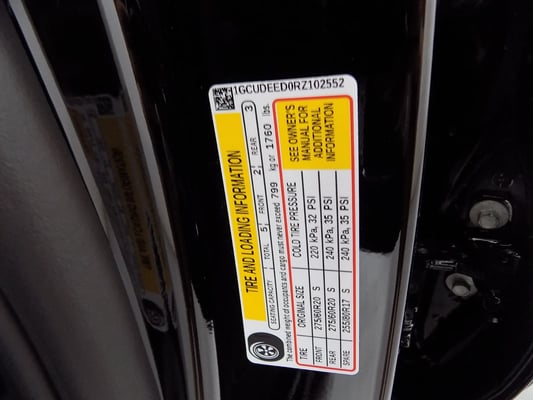 1GCUDEED0RZ102552
TIRE AND LOADING INFORMATION
SEATING CAPACITY TOTAL 5 FRONT 2 REAR 3
The combined weight of occupants and cargo must never exceed 799 kg or 1760 lbs.
TIRE ORIGINAL SIZE COLD TIRE PRESSURE
FRONT 275/60R20 S 220 kPa, 32 PSI
REAR 275/60R20 S 240 kPa, 35 PSI
SPARE 255/80R17 S 240 kPa, 35 PSI
SEE OWNER'S
MANUAL FOR
ADDITIONAL
INFORMATION